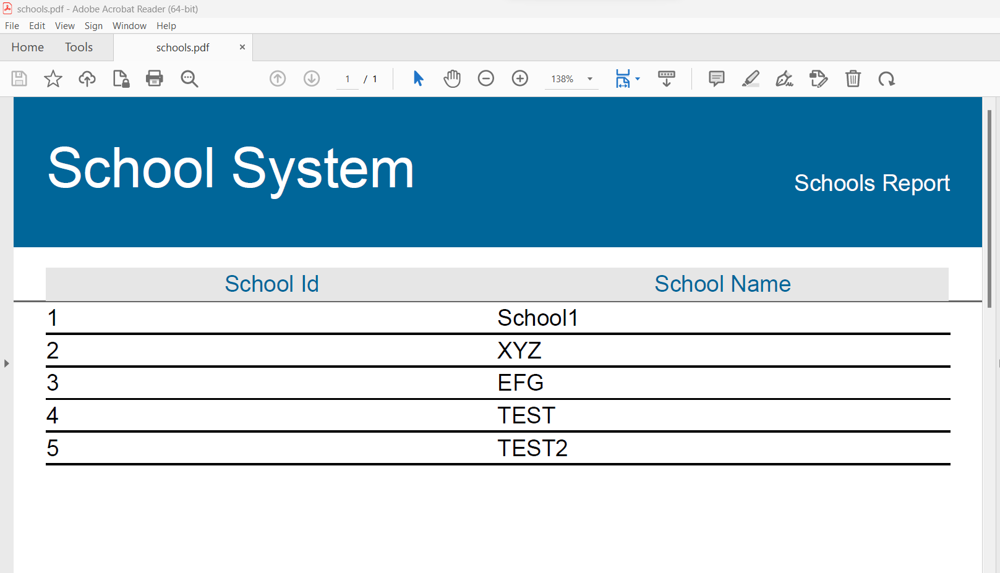 schools.pdf - Adobe Acrobat Reader (64-bit)
File Edit View Sign Window Help
Home Tools schools.pdf ×
1 / 1 138%
School System
Schools Report
School Id School Name
1 School1
2 XYZ
3 EFG
4 TEST
5 TEST2